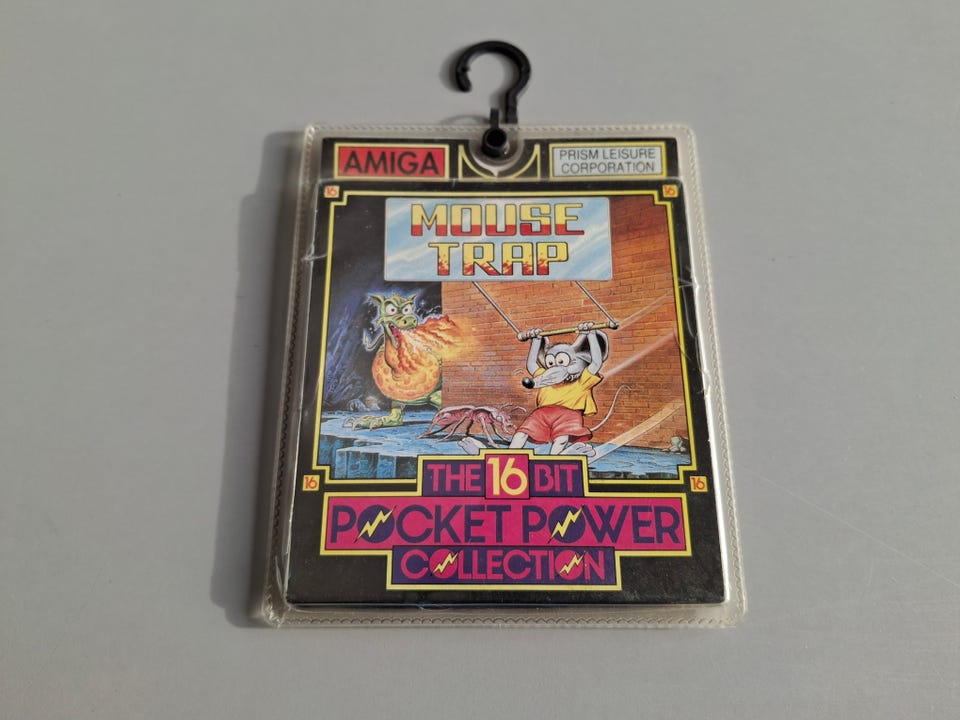 AMIGA
PRISM LEISURE
CORPORATION
16
16
MOUSE
TRAP
16
16
THE 16 BIT
POCKET POWER
COLLECTION